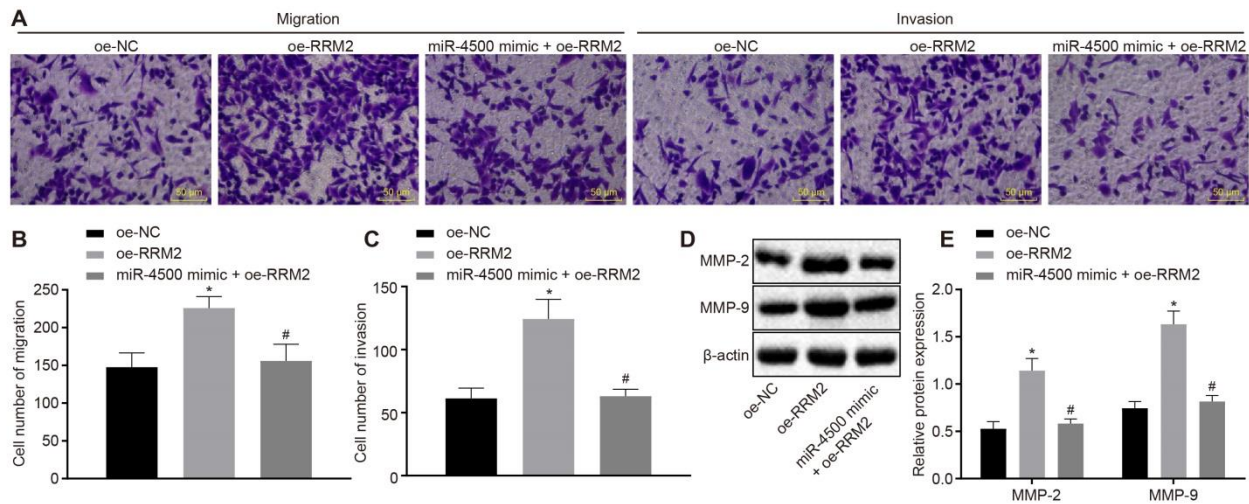 A
Migration
Invasion
oe-NC
oe-RRM2
miR-4500 mimic + oe-RRM2
oe-NC
oe-RRM2
miR-4500 mimic + oe-RRM2
50 µm
50 µm
50 µm
50 µm
50 µm
50 µm
B
oe-NC
oe-RRM2
miR-4500 mimic + oe-RRM2
Cell number of migration
250
200
150
100
50
0
*
#
C
oe-NC
oe-RRM2
miR-4500 mimic + oe-RRM2
Cell number of invasion
150
100
50
0
*
#
D
MMP-2
MMP-9
β-actin
oe-NC
oe-RRM2
miR-4500 mimic
+ oe-RRM2
E
oe-NC
oe-RRM2
miR-4500 mimic + oe-RRM2
Relative protein expression
2.0
1.5
1.0
0.5
0.0
*
#
*
#
MMP-2
MMP-9